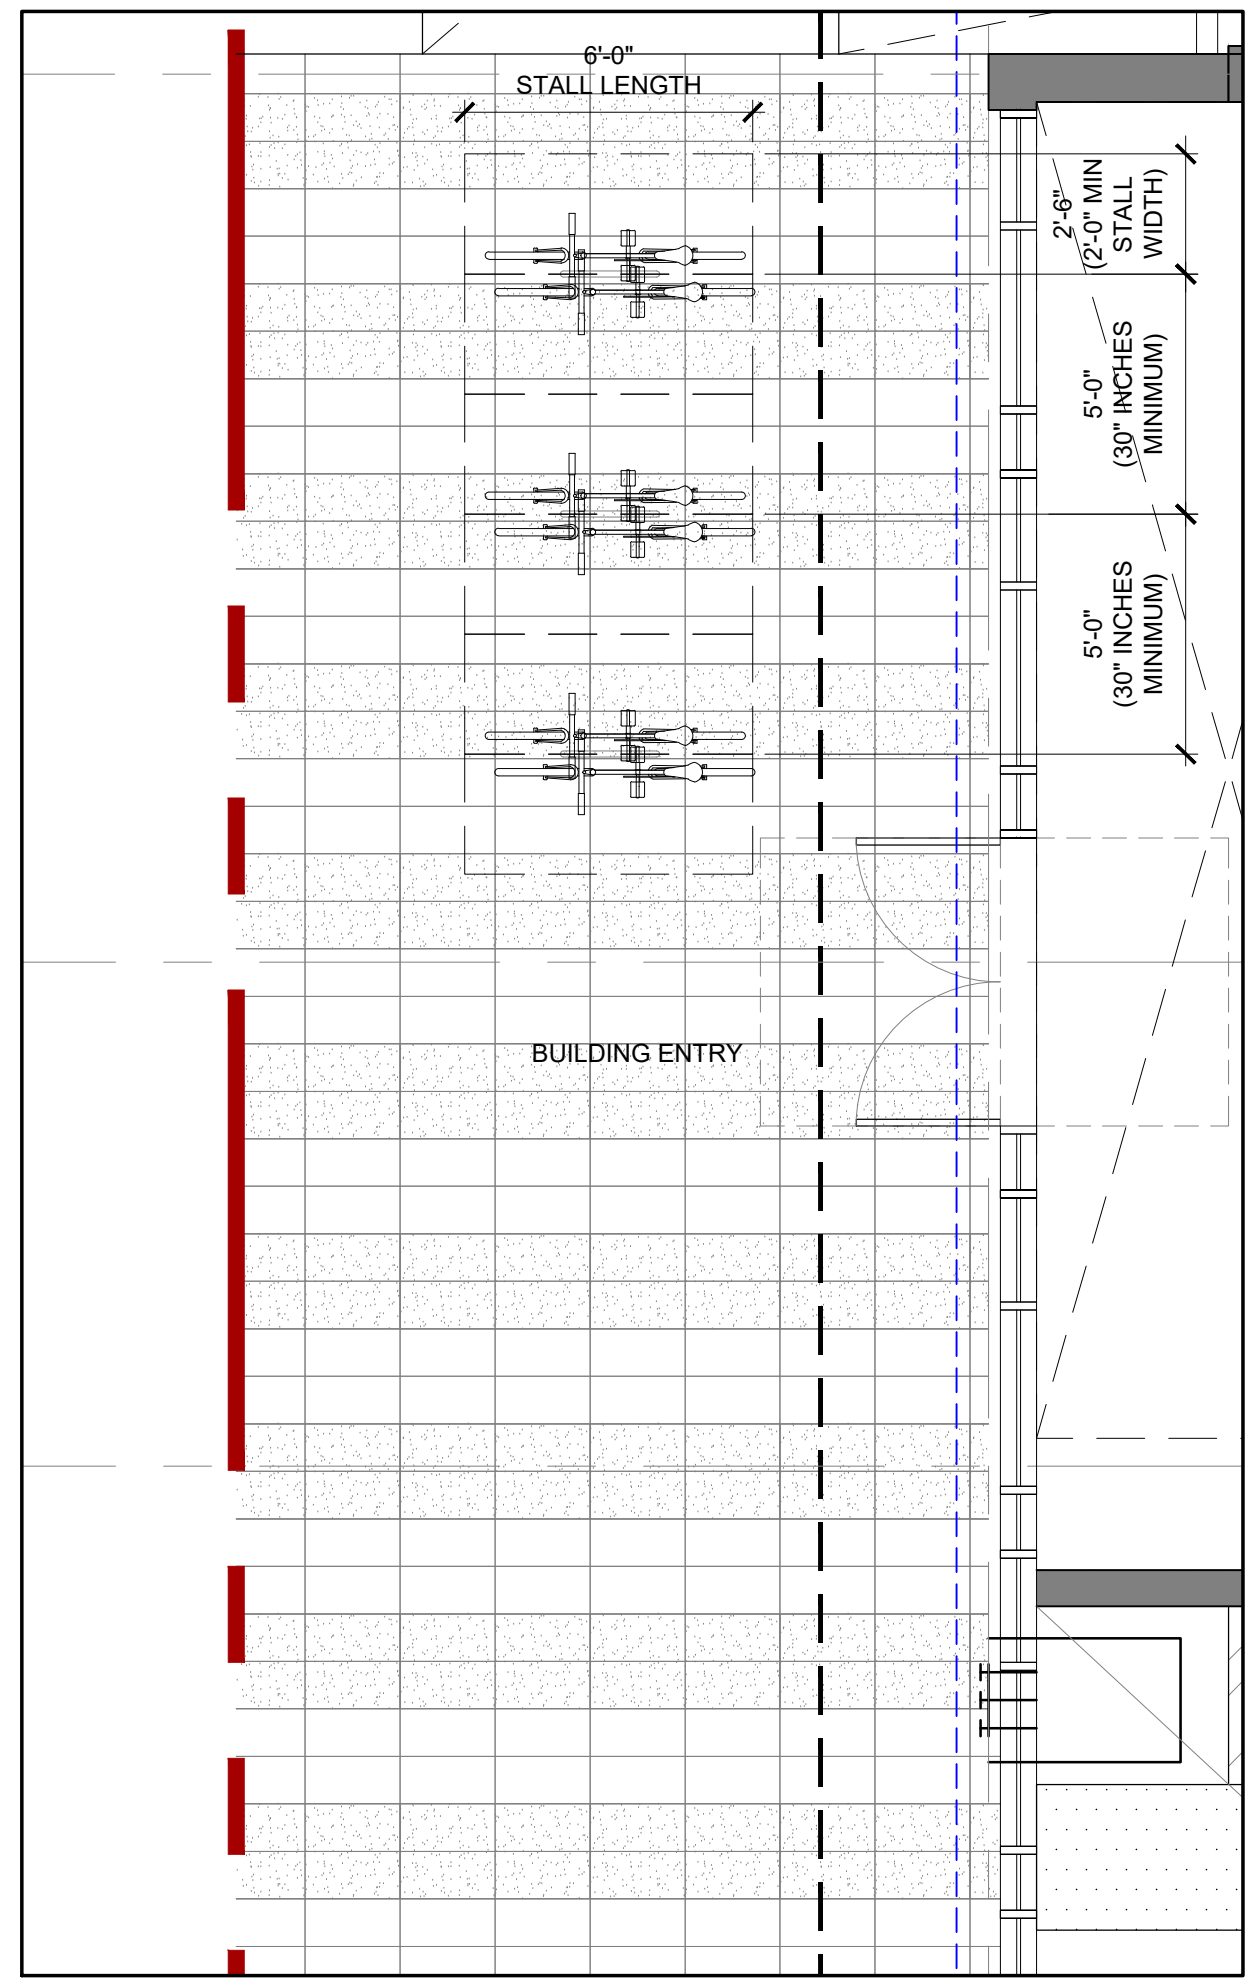 6'-0"
STALL LENGTH
2'-6"
(2'-0" MIN
STALL
WIDTH)
5'-0"
(30" INCHES
MINIMUM)
5'-0"
(30" INCHES
MINIMUM)
BUILDING ENTRY